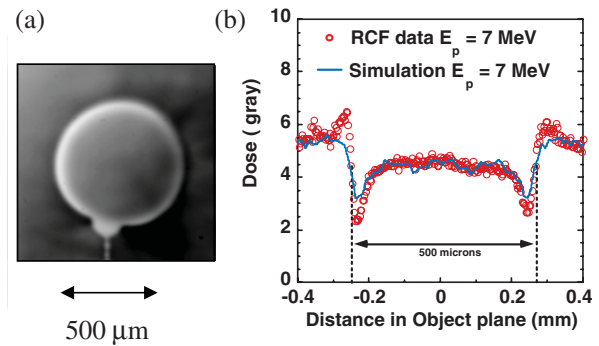 (a)
500 µm
(b)
RCF data E_p = 7 MeV
Simulation E_p = 7 MeV
Dose ( gray)
10
8
6
4
2
0
500 microns
-0.4 -0.2 0 0.2 0.4
Distance in Object plane (mm)